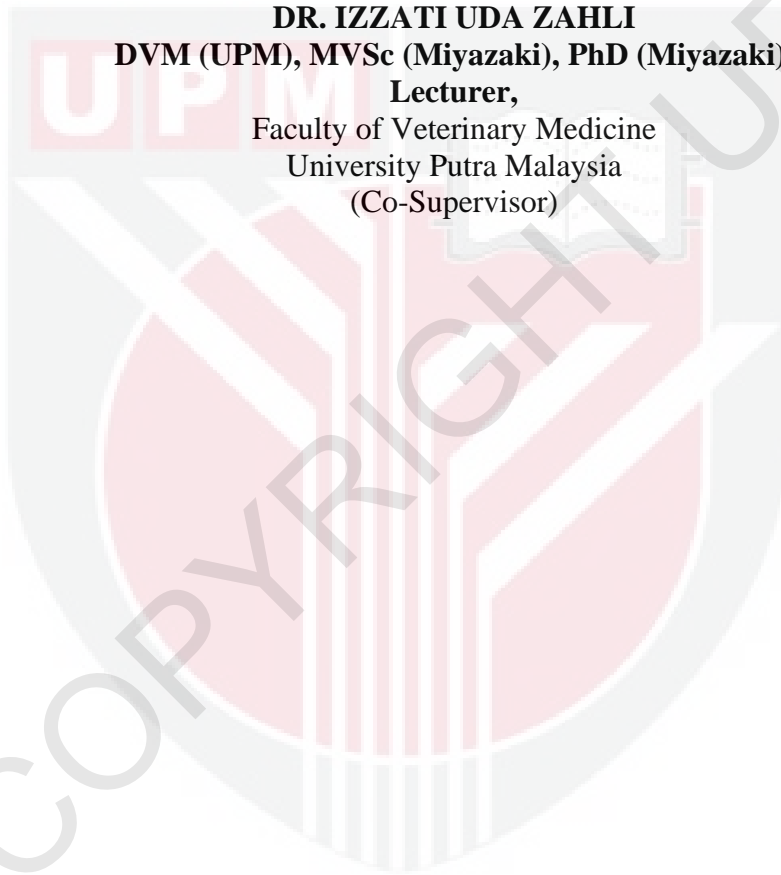 DR. IZZATI UDA ZAHLI
DVM (UPM), MVSc (Miyazaki), PhD (Miyazaki)
Lecturer,
Faculty of Veterinary Medicine
University Putra Malaysia
(Co-Supervisor)
UPM
COPYRIGHT UP